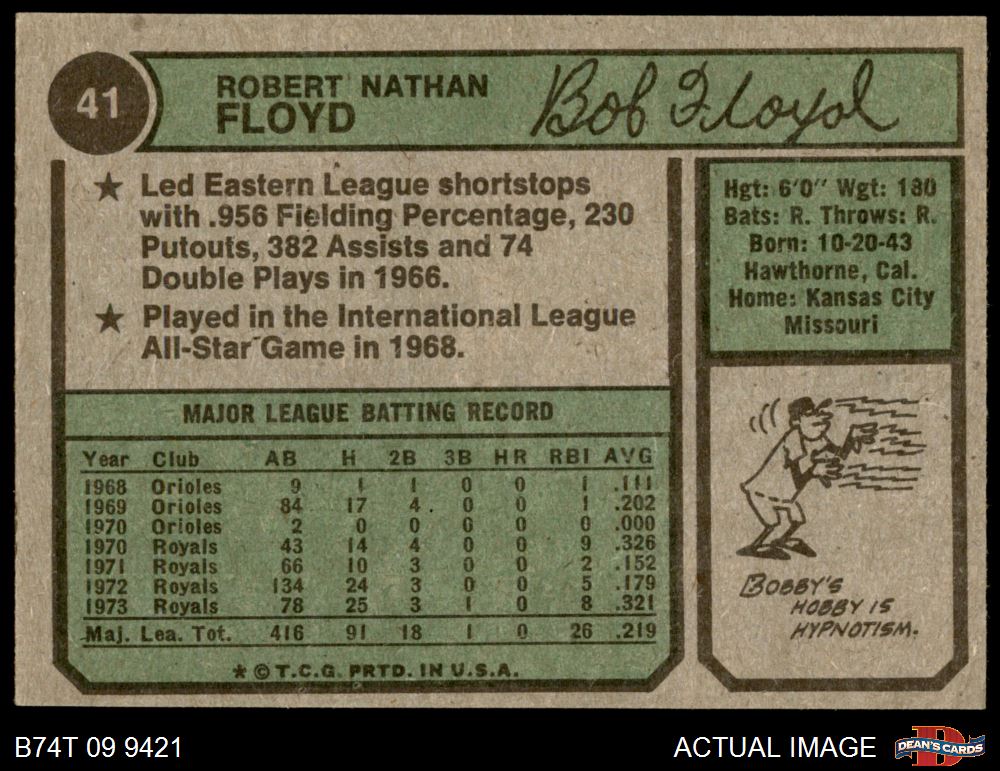 41
ROBERT NATHAN
FLOYD
Bob Floyd
★ Led Eastern League shortstops
with .956 Fielding Percentage, 230
Putouts, 382 Assists and 74
Double Plays in 1966.
★ Played in the International League
All-Star Game in 1968.
Hgt: 6'0" Wgt: 180
Bats: R. Throws: R.
Born: 10-20-43
Hawthorne, Cal.
Home: Kansas City
Missouri
MAJOR LEAGUE BATTING RECORD
Year Club AB H 2B 3B HR RBI AVG
1968 Orioles 9 1 1 0 0 1 .111
1969 Orioles 84 17 4 0 0 1 .202
1970 Orioles 2 0 0 0 0 0 .000
1970 Royals 43 14 4 0 0 9 .326
1971 Royals 66 10 3 0 0 2 .152
1972 Royals 134 24 3 0 0 5 .179
1973 Royals 78 25 3 1 0 8 .321
Maj. Lea. Tot. 416 91 18 1 0 26 .219
* © T.C.G. PRTD. IN U.S.A.
BOBBY'S
HOBBY IS
HYPNOTISM.
B74T 09 9421
ACTUAL IMAGE
DEAN'S CARDS